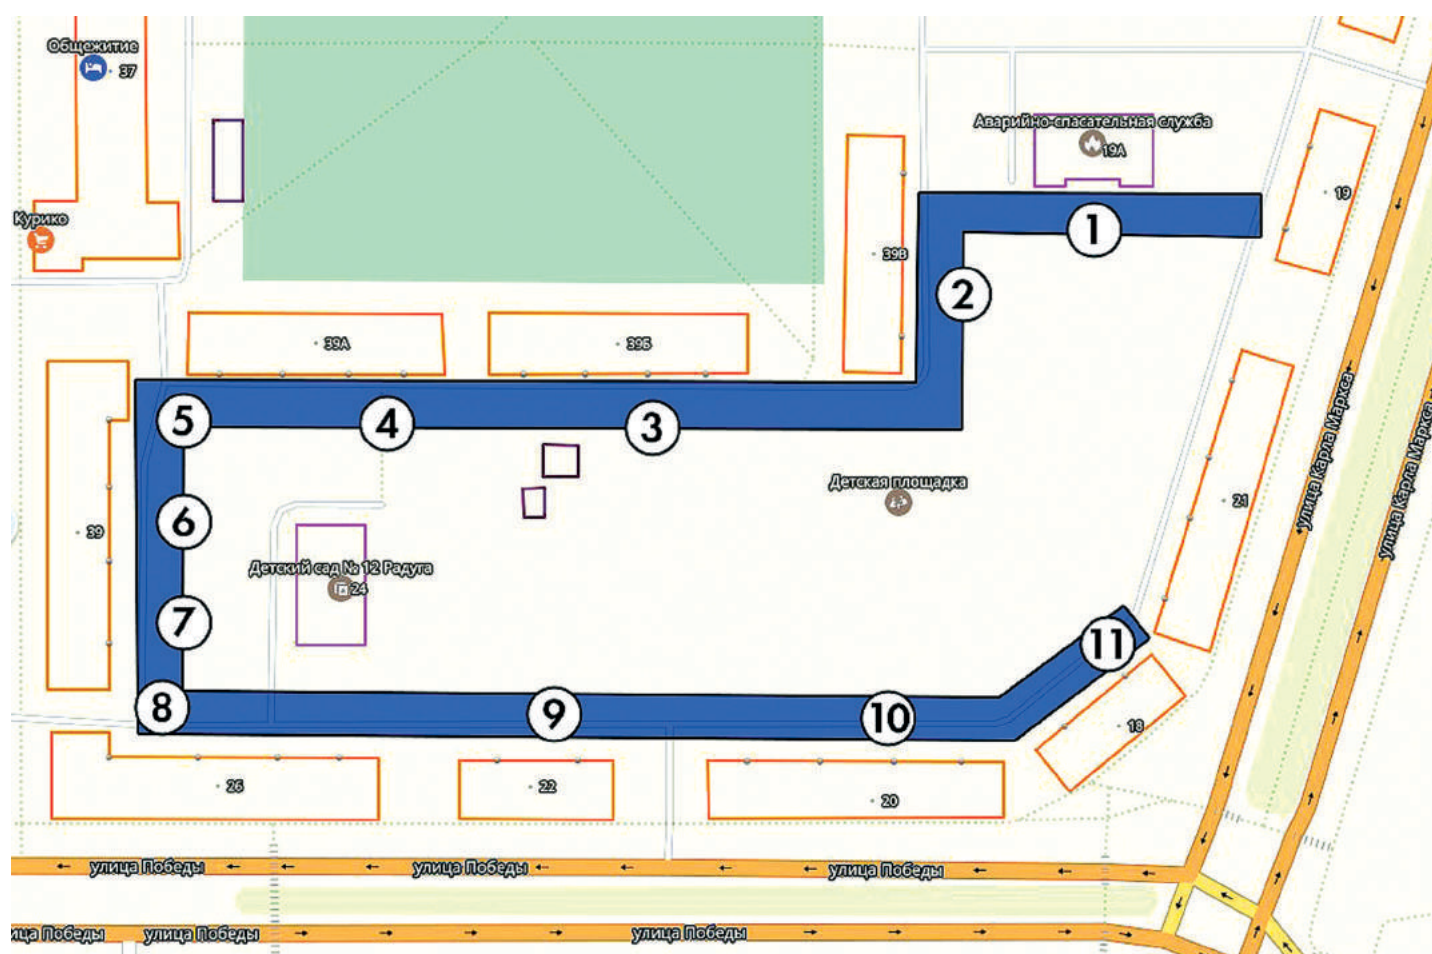 Общежитие
37
Курико
Аварийно-спасательная служба
19А
19
1
39В
2
39А
39Б
5
4
3
Детская площадка
21
6
39
Детский сад № 12 Радуга
24
7
11
8
9
10
18
26
22
20
улица Карла Маркса
улица Карла Маркса
улица Победы
улица Победы
улица Победы
ица Победы
улица Победы
улица Победы